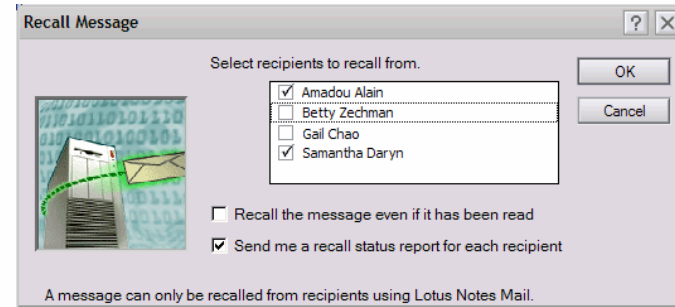 Recall Message
?
Select recipients to recall from.
OK
Amadou Alain
Betty Zechman
Cancel
Gail Chao
Samantha Daryn
Recall the message even if it has been read
Send me a recall status report for each recipient
A message can only be recalled from recipients using Lotus Notes Mail.